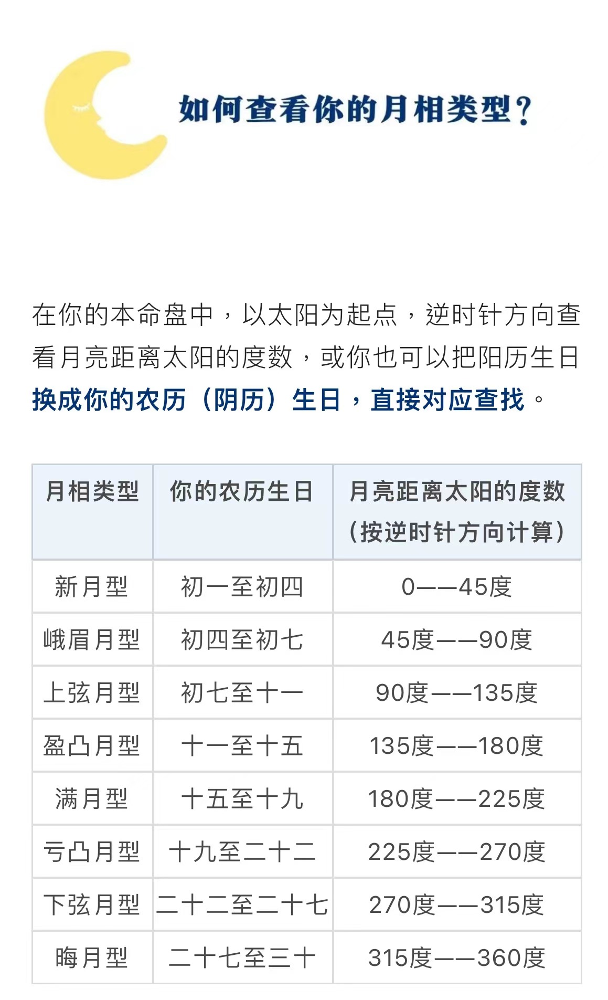 如何查看你的月相类型?
在你的本命盘中，以太阳为起点，逆时针方向查
看月亮距离太阳的度数，或你也可以把阳历生日
换成你的农历（阴历）生日，直接对应查找。
月相类型 你的农历生日 月亮距离太阳的度数
（按逆时针方向计算）
新月型 初一至初四 0——45度
峨眉月型 初四至初七 45度——90度
上弦月型 初七至十一 90度——135度
盈凸月型 十一至十五 135度——180度
满月型 十五至十九 180度——225度
亏凸月型 十九至二十二 225度——270度
下弦月型 二十二至二十七 270度——315度
晦月型 二十七至三十 315度——360度